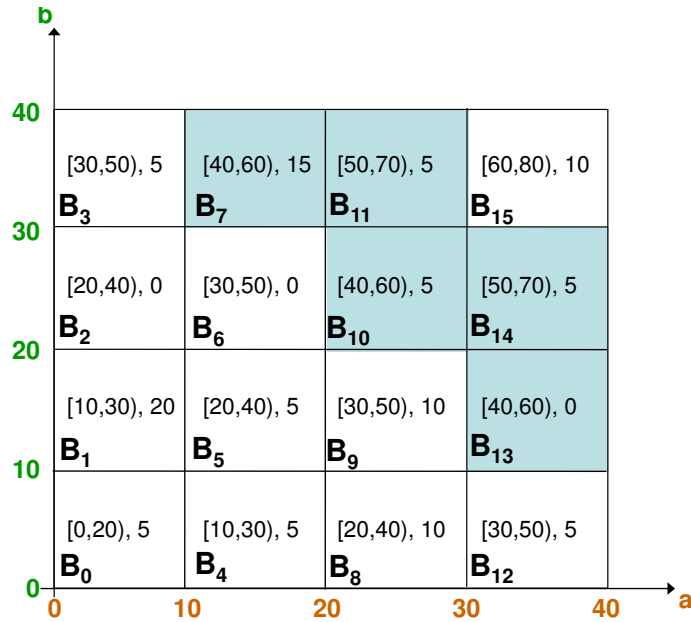 b
40
[30,50), 5 [40,60), 15 [50,70), 5 [60,80), 10
B3 B7 B11 B15
30
[20,40), 0 [30,50), 0 [40,60), 5 [50,70), 5
B2 B6 B10 B14
20
[10,30), 20 [20,40), 5 [30,50), 10 [40,60), 0
B1 B5 B9 B13
10
[0,20), 5 [10,30), 5 [20,40), 10 [30,50), 5
B0 B4 B8 B12
0
0 10 20 30 40 a